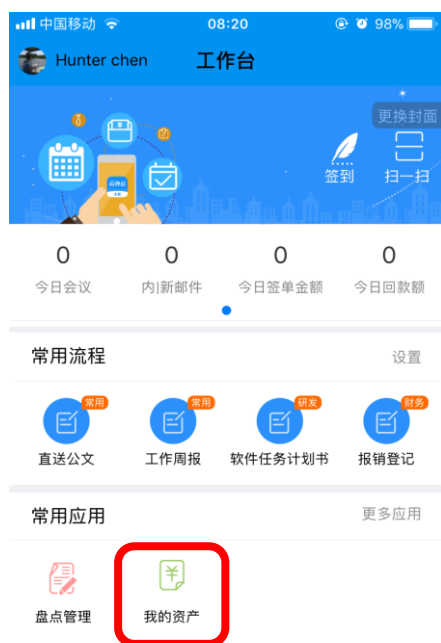 中国移动 08:20 98%
Hunter chen 工作台
更换封面
云办公
签到 扫一扫
0 0 0 0
今日会议 内|新邮件 今日签单金额 今日回款额
常用流程 设置
常用 常用 研发 财务
直送公文 工作周报 软件任务计划书 报销登记
常用应用 更多应用
盘点管理 我的资产